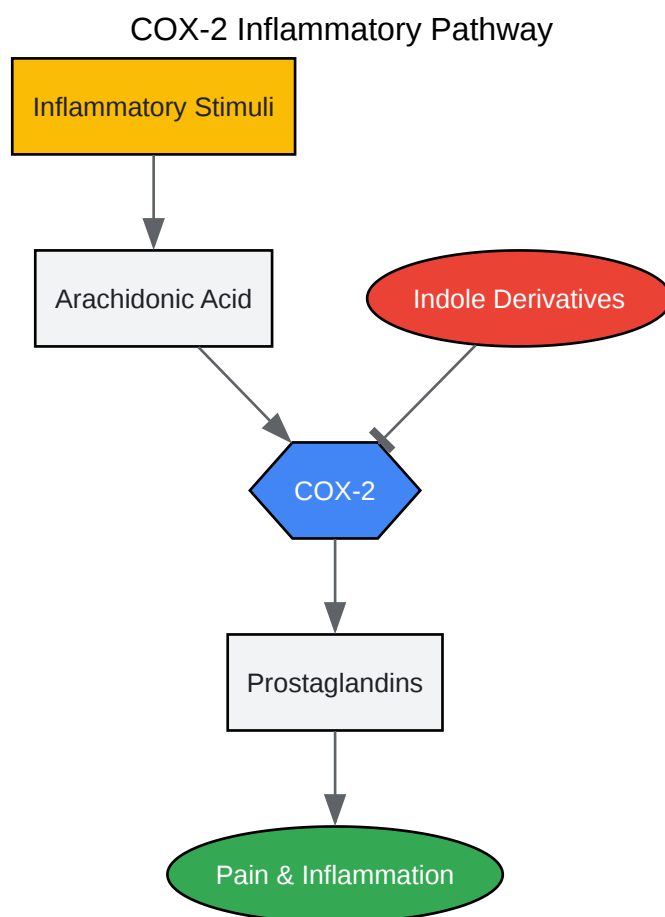 COX-2 Inflammatory Pathway
Inflammatory Stimuli
Arachidonic Acid
Indole Derivatives
COX-2
Prostaglandins
Pain & Inflammation